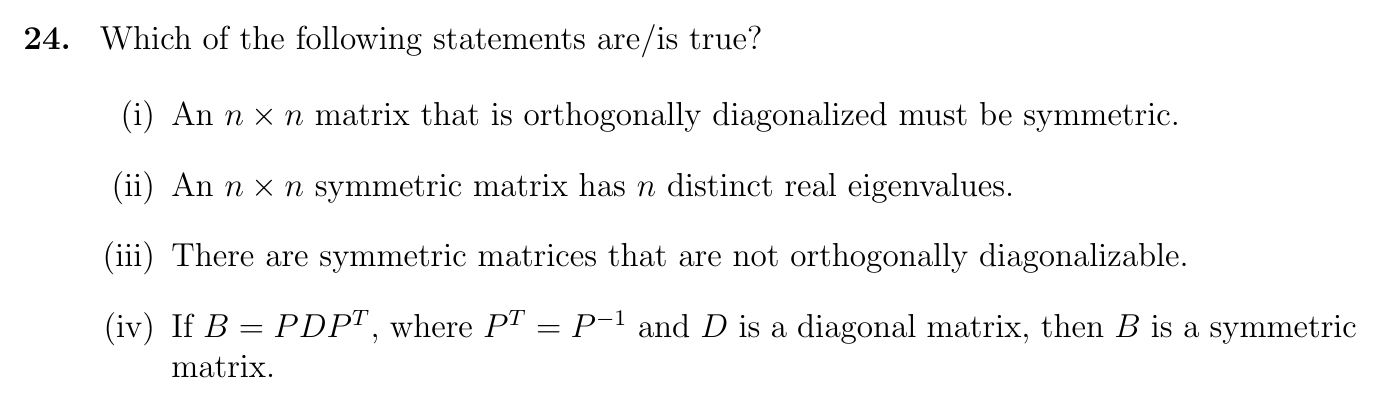 24. Which of the following statements are/is true?
(i) An n × n matrix that is orthogonally diagonalized must be symmetric.
(ii) An n × n symmetric matrix has n distinct real eigenvalues.
(iii) There are symmetric matrices that are not orthogonally diagonalizable.
(iv) If B = PDPᵀ, where Pᵀ = P⁻¹ and D is a diagonal matrix, then B is a symmetric
matrix.